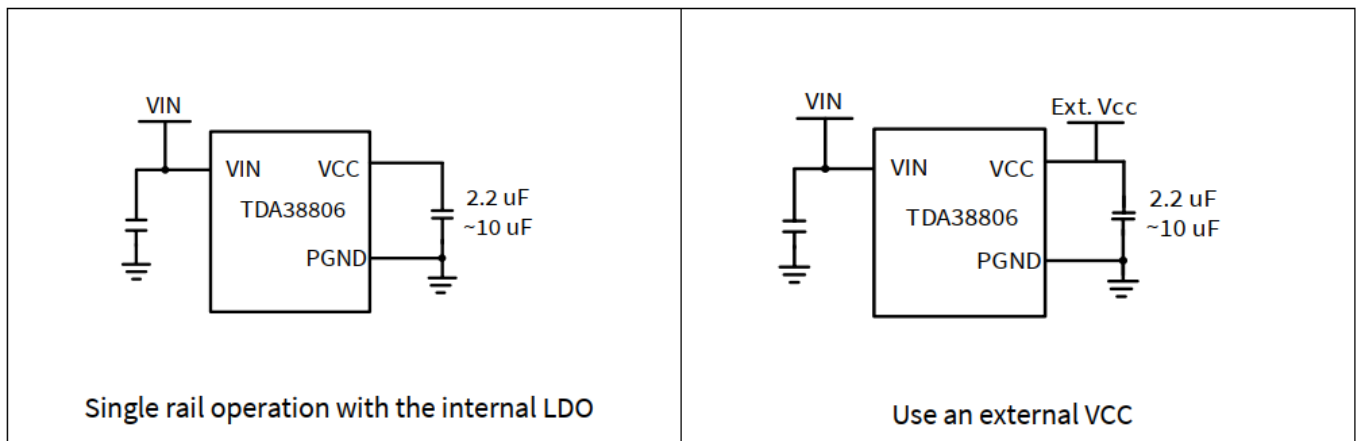 VIN
VIN VCC
TDA38806
2.2 uF
~10 uF
PGND
Single rail operation with the internal LDO
VIN
Ext. Vcc
VIN VCC
TDA38806
2.2 uF
~10 uF
PGND
Use an external VCC